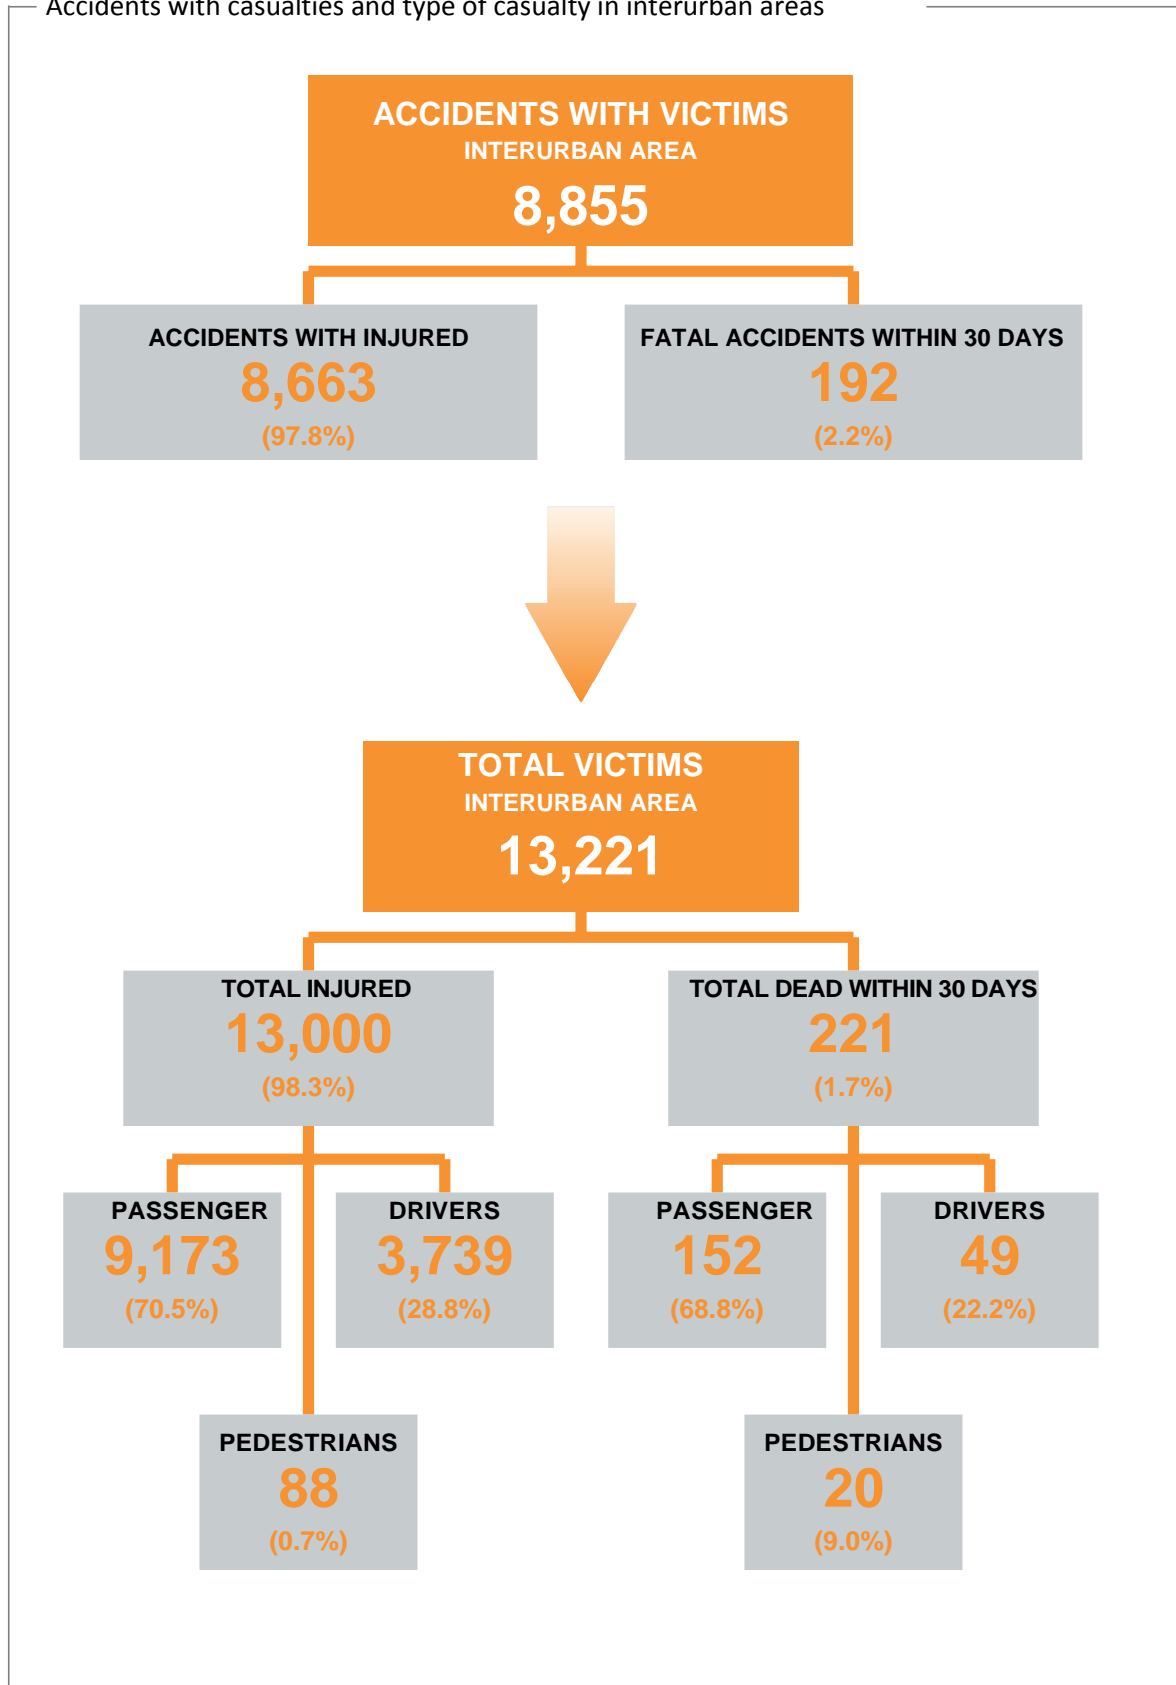 Accidents with casualties and type of casualty in interurban areas
ACCIDENTS WITH VICTIMS
INTERURBAN AREA
8,855
ACCIDENTS WITH INJURED
8,663
(97.8%)
FATAL ACCIDENTS WITHIN 30 DAYS
192
(2.2%)
TOTAL VICTIMS
INTERURBAN AREA
13,221
TOTAL INJURED
13,000
(98.3%)
TOTAL DEAD WITHIN 30 DAYS
221
(1.7%)
PASSENGER
9,173
(70.5%)
DRIVERS
3,739
(28.8%)
PASSENGER
152
(68.8%)
DRIVERS
49
(22.2%)
PEDESTRIANS
88
(0.7%)
PEDESTRIANS
20
(9.0%)